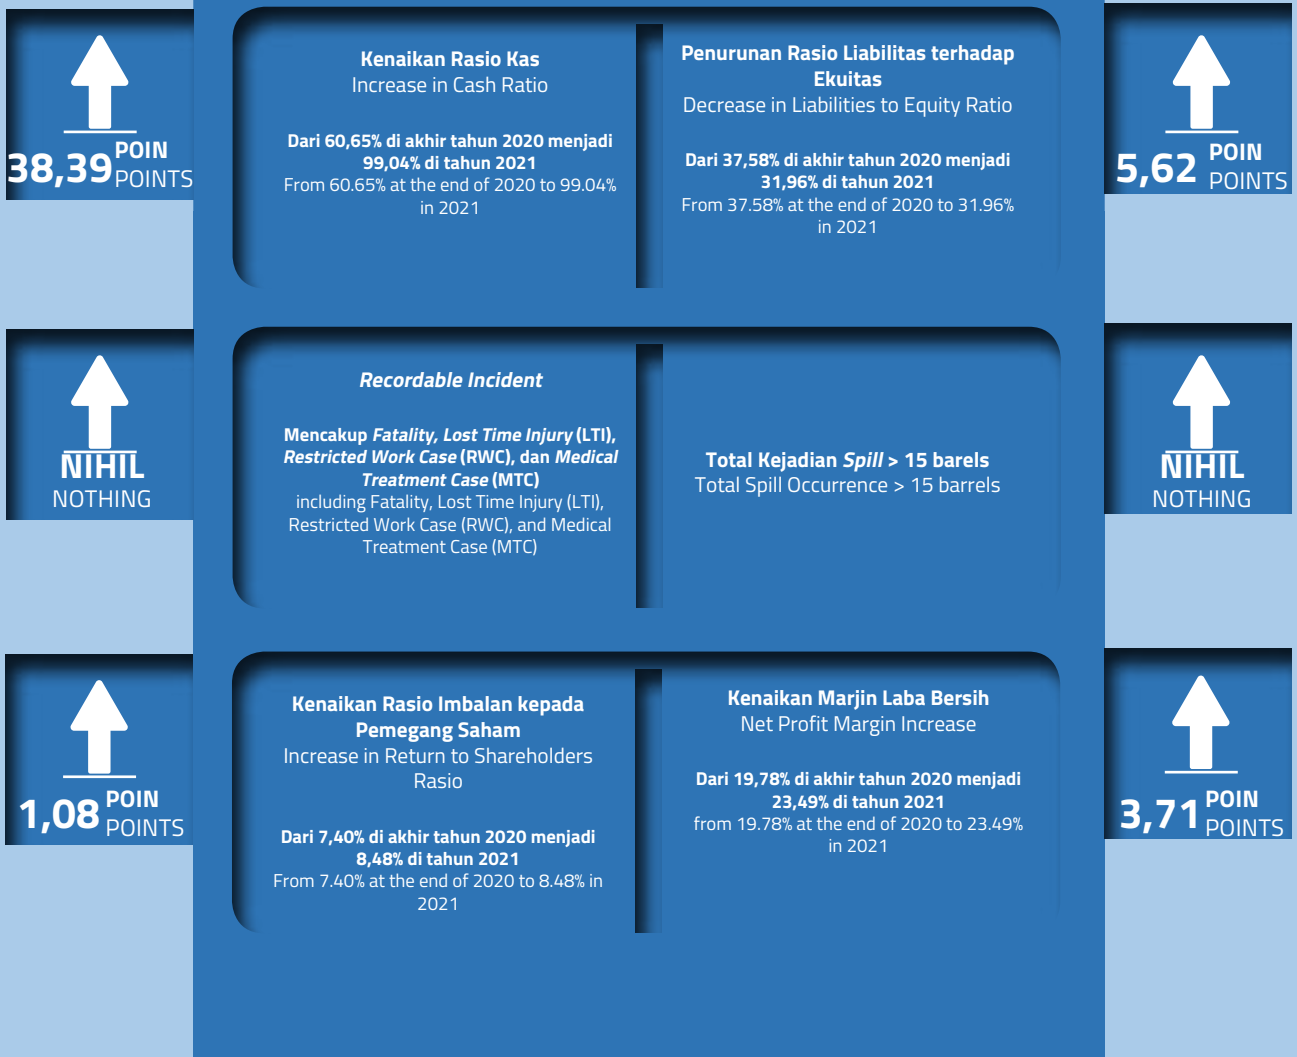 38,39
POIN
POINTS
Kenaikan Rasio Kas
Increase in Cash Ratio
Dari 60,65% di akhir tahun 2020 menjadi
99,04% di tahun 2021
From 60.65% at the end of 2020 to 99.04%
in 2021
Penurunan Rasio Liabilitas terhadap
Ekuitas
Decrease in Liabilities to Equity Ratio
Dari 37,58% di akhir tahun 2020 menjadi
31,96% di tahun 2021
From 37.58% at the end of 2020 to 31.96%
in 2021
5,62
POIN
POINTS
NIHIL
NOTHING
Recordable Incident
Mencakup Fatality, Lost Time Injury (LTI),
Restricted Work Case (RWC), dan Medical
Treatment Case (MTC)
including Fatality, Lost Time Injury (LTI),
Restricted Work Case (RWC), and Medical
Treatment Case (MTC)
Total Kejadian Spill > 15 barels
Total Spill Occurrence > 15 barrels
NIHIL
NOTHING
1,08
POIN
POINTS
Kenaikan Rasio Imbalan kepada
Pemegang Saham
Increase in Return to Shareholders
Rasio
Dari 7,40% di akhir tahun 2020 menjadi
8,48% di tahun 2021
From 7.40% at the end of 2020 to 8.48% in
2021
Kenaikan Marjin Laba Bersih
Net Profit Margin Increase
Dari 19,78% di akhir tahun 2020 menjadi
23,49% di tahun 2021
from 19.78% at the end of 2020 to 23.49%
in 2021
3,71
POIN
POINTS